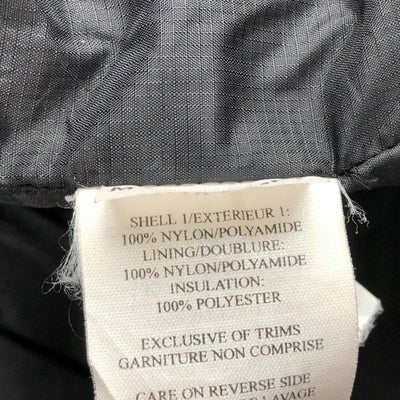 SHELL 1/EXTERIEUR 1:
100% NYLON/POLYAMIDE
LINING/DOUBLURE:
100% NYLON/POLYAMIDE
INSULATION:
100% POLYESTER
EXCLUSIVE OF TRIMS
GARNITURE NON COMPRISE
CARE ON REVERSE SIDE
LAVAGE